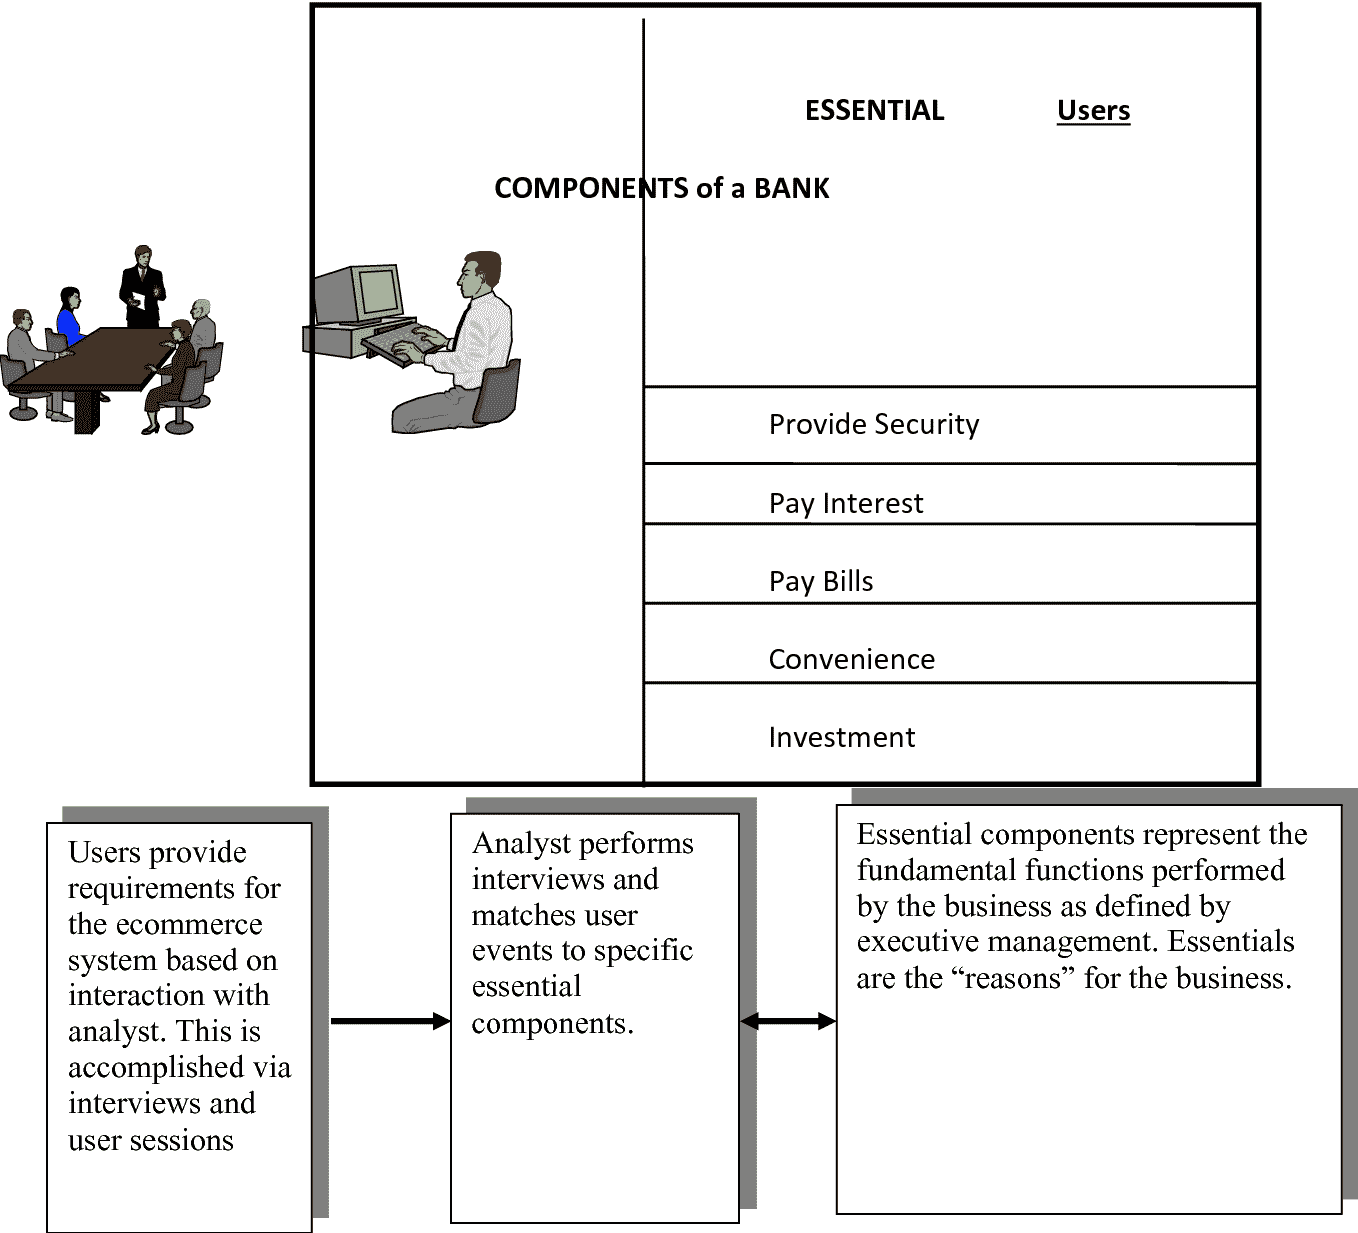 ESSENTIAL Users
COMPONENTS of a BANK
Provide Security
Pay Interest
Pay Bills
Convenience
Investment
Users provide
requirements for
the ecommerce
system based on
interaction with
analyst. This is
accomplished via
interviews and
user sessions
Analyst performs
interviews and
matches user
events to specific
essential
components.
Essential components represent the
fundamental functions performed
by the business as defined by
executive management. Essentials
are the “reasons” for the business.